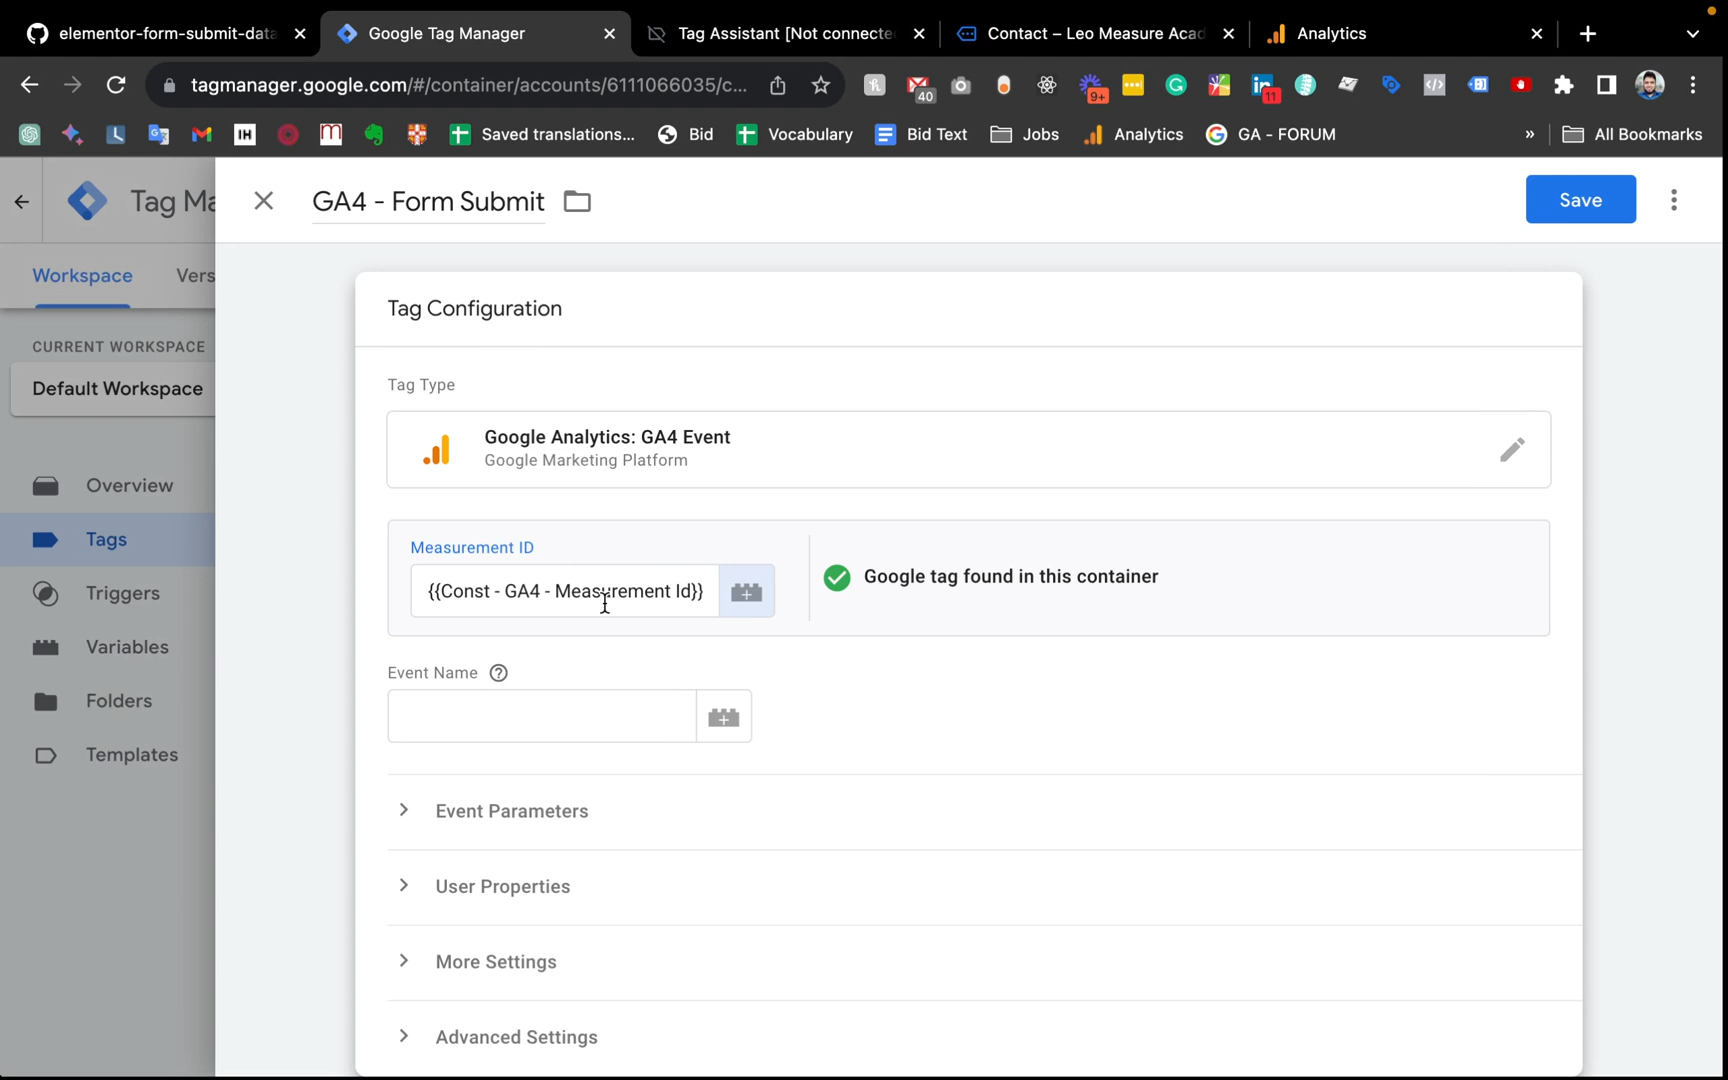 elementor-form-submit-data
Google Tag Manager
Tag Assistant [Not connected
Contact – Leo Measure Acad
Analytics
tagmanager.google.com/#/container/accounts/6111066035/c...
40
9+
11
IH
Saved translations...
Bid
Vocabulary
Bid Text
Jobs
Analytics
GA - FORUM
»
All Bookmarks
Tag Ma
GA4 - Form Submit
Save
Workspace
Vers
Tag Configuration
CURRENT WORKSPACE
Default Workspace
Tag Type
Google Analytics: GA4 Event
Google Marketing Platform
Overview
Tags
Triggers
Variables
Folders
Templates
Measurement ID
{{Const - GA4 - Measurement Id}}
Google tag found in this container
Event Name
Event Parameters
User Properties
More Settings
Advanced Settings